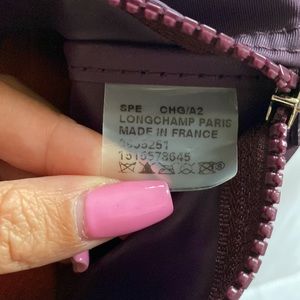 SPE CHG/A2
LONGCHAMP PARIS
MADE IN FRANCE
1515578645